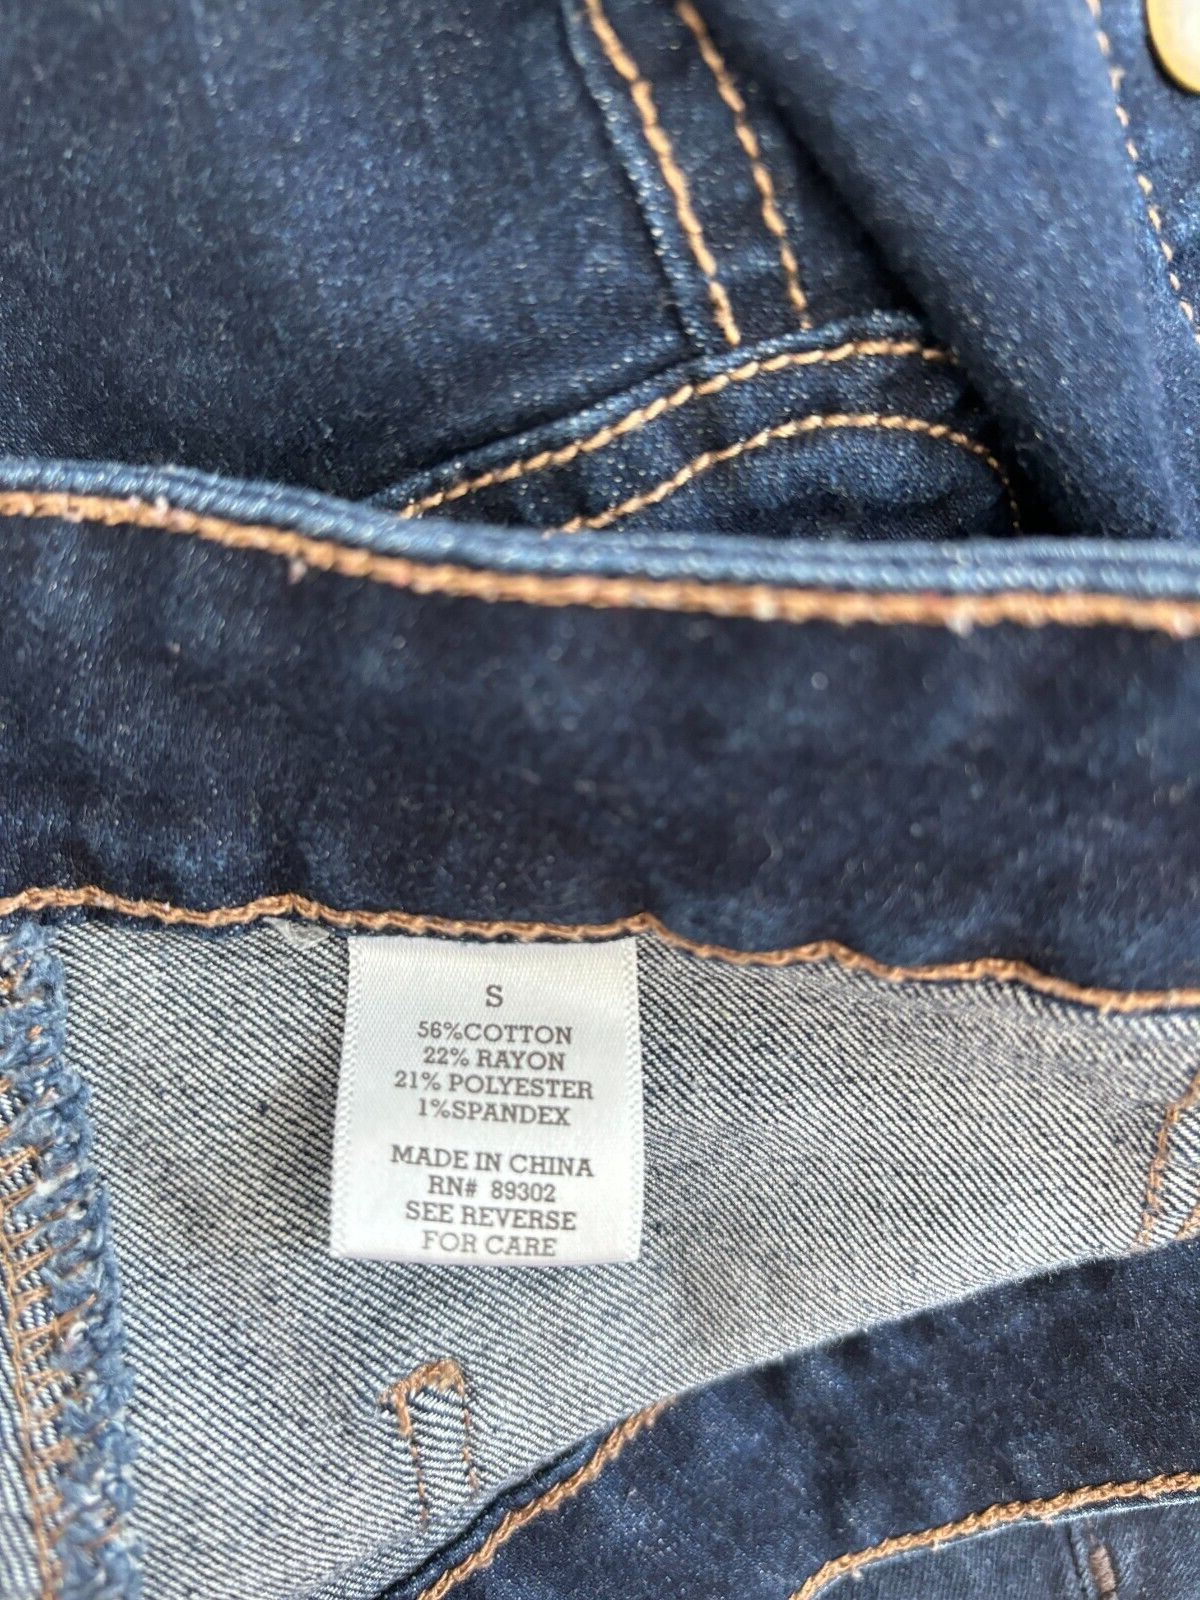 S
56%COTTON
22% RAYON
21% POLYESTER
1%SPANDEX
MADE IN CHINA
RN# 89302
SEE REVERSE
FOR CARE